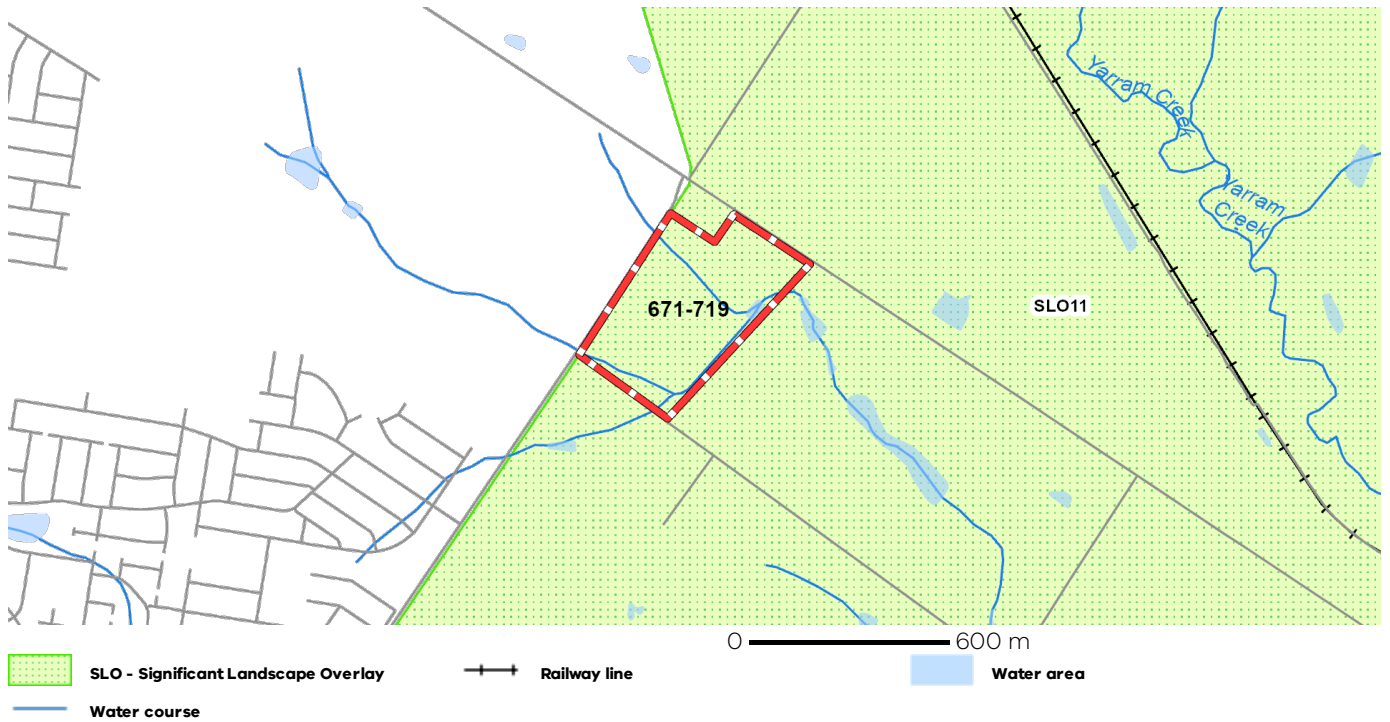 Yarram Creek
Yarram
Creek
671-719
SLO11
0 600 m
SLO - Significant Landscape Overlay
Railway line
Water area
Water course